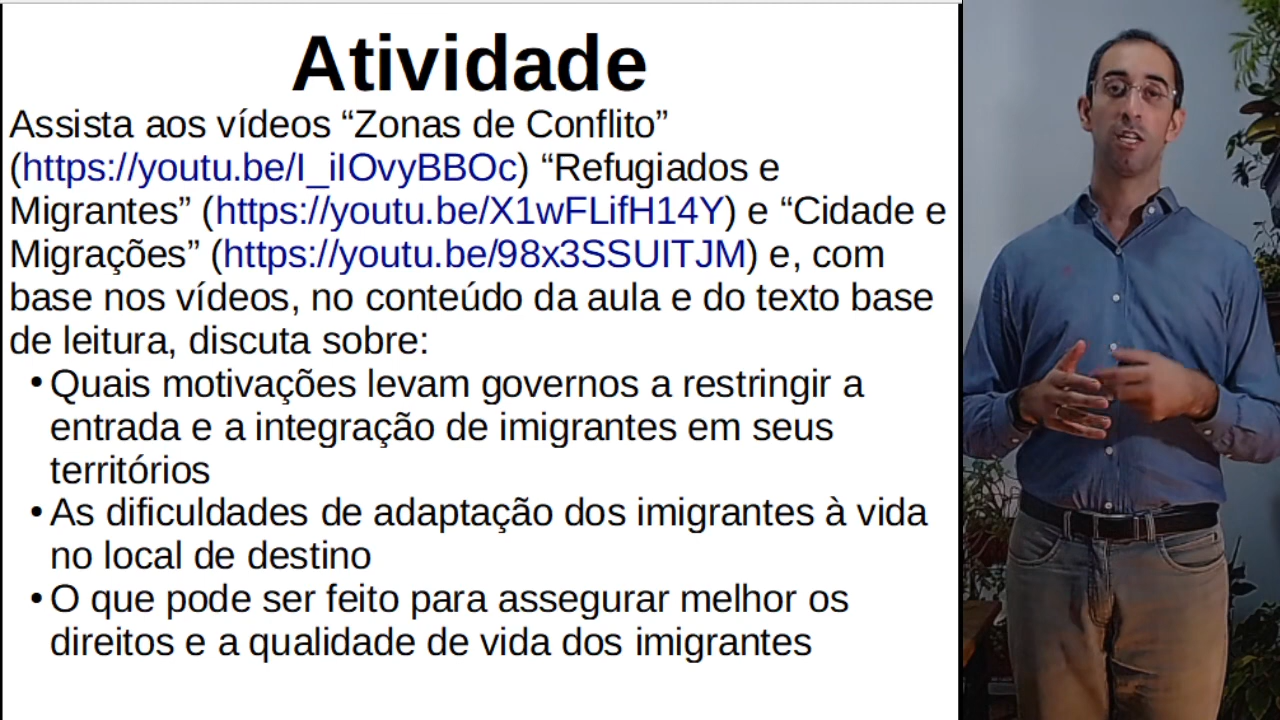 Atividade
Assista aos vídeos “Zonas de Conflito”
(https://youtu.be/I_iIOvyBBOc) “Refugiados e
Migrantes” (https://youtu.be/X1wFLifH14Y) e “Cidade e
Migrações” (https://youtu.be/98x3SSUITJM) e, com
base nos vídeos, no conteúdo da aula e do texto base
de leitura, discuta sobre:
• Quais motivações levam governos a restringir a
entrada e a integração de imigrantes em seus
territórios
• As dificuldades de adaptação dos imigrantes à vida
no local de destino
• O que pode ser feito para assegurar melhor os
direitos e a qualidade de vida dos imigrantes